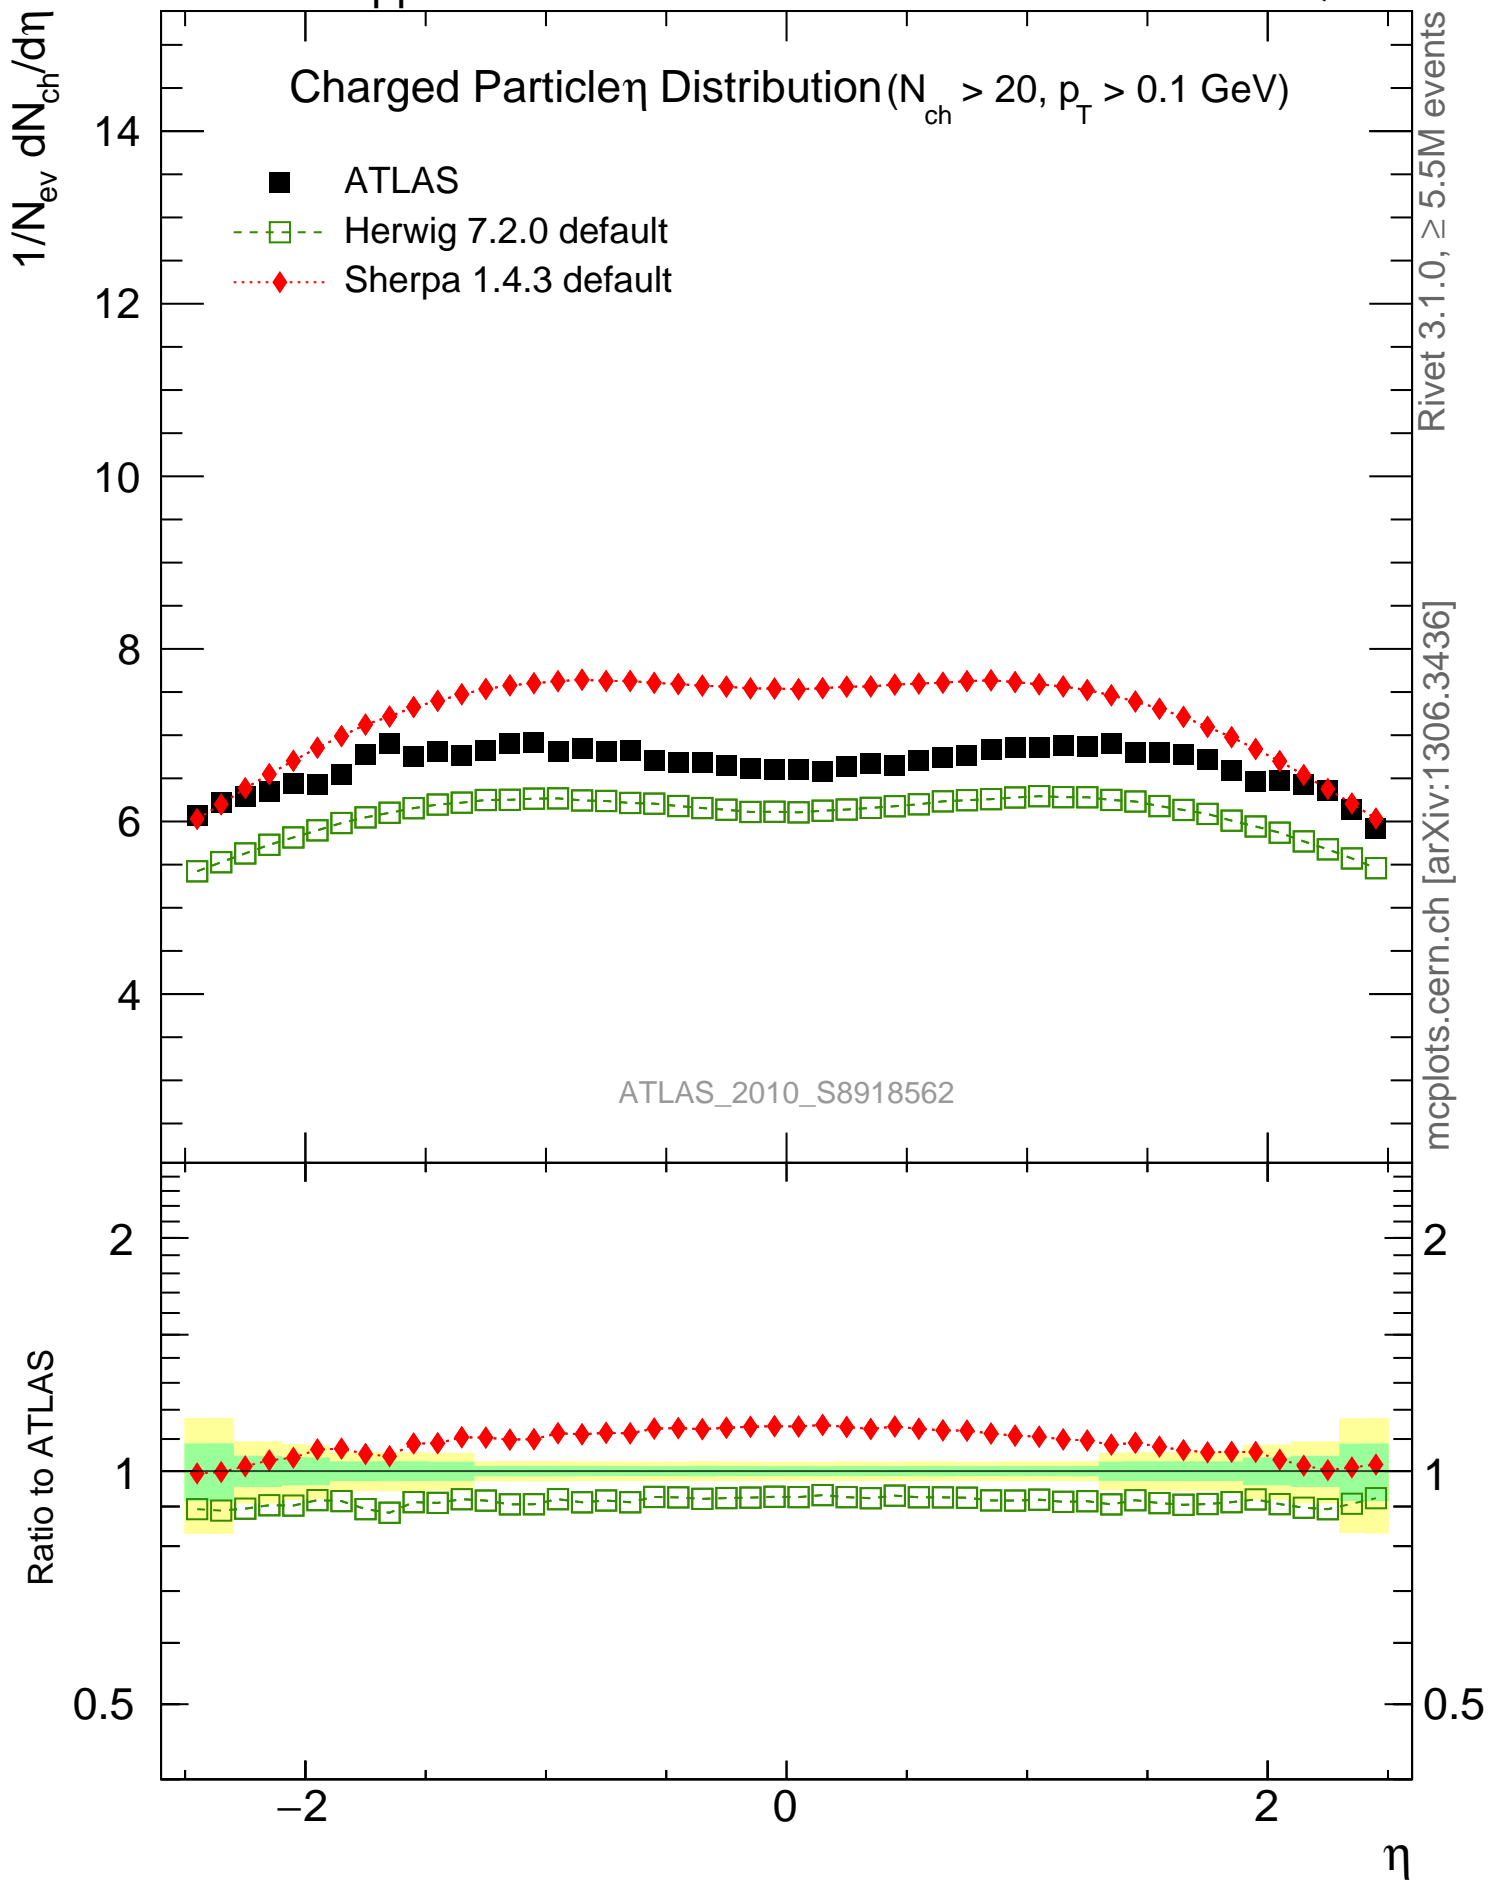 pp
Charged Particleη Distribution (N_ch > 20, p_T > 0.1 GeV)
ATLAS
Herwig 7.2.0 default
Sherpa 1.4.3 default
1/N_ev dN_ch/dη
14
12
10
8
6
4
ATLAS_2010_S8918562
Rivet 3.1.0, ≥ 5.5M events
mcplots.cern.ch [arXiv:1306.3436]
Ratio to ATLAS
2
1
0.5
2
1
0.5
−2
0
2
η